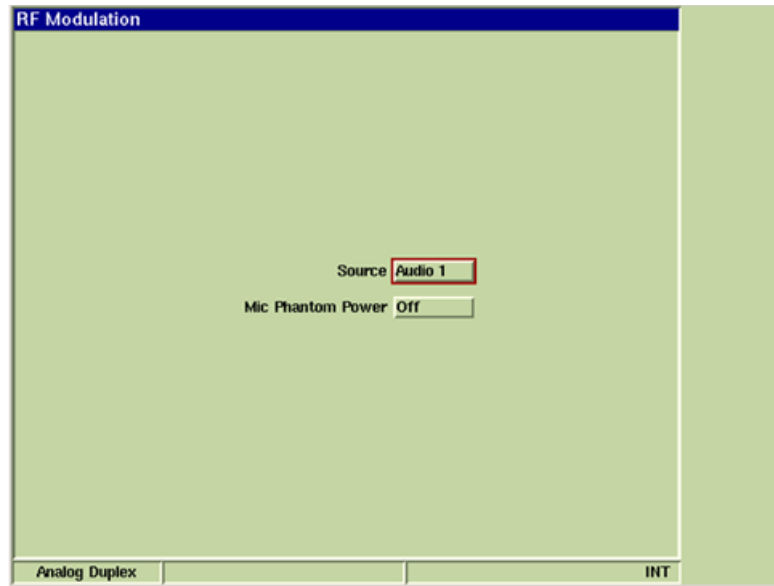 RF Modulation
Source Audio 1
Mic Phantom Power Off
Analog Duplex INT